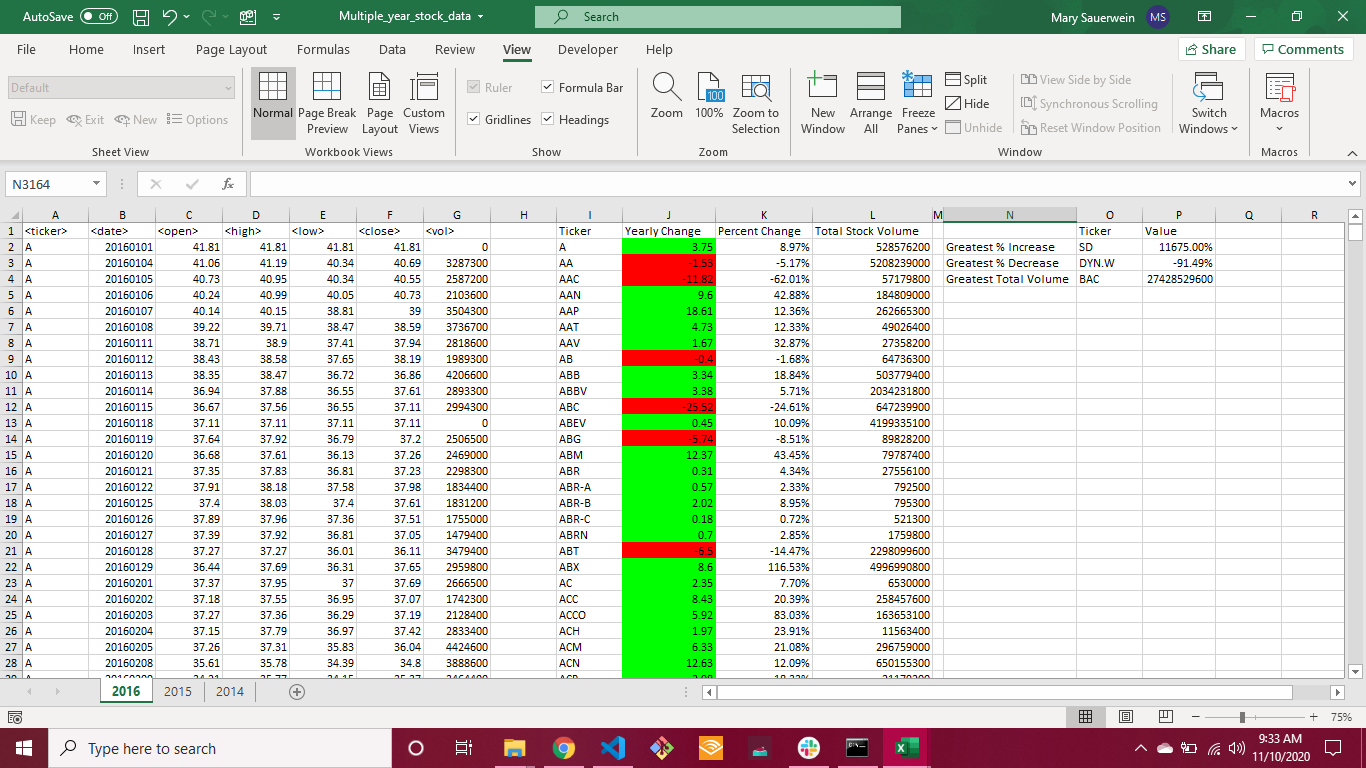 AutoSave Off Multiple_year_stock_data Search Mary Sauerwein MS
File Home Insert Page Layout Formulas Data Review View Developer Help Share Comments
Default
Keep Exit New Options
Sheet View
Normal Page Break Preview Page Layout Custom Views
Workbook Views
Ruler Formula Bar
Gridlines Headings
Show
Zoom 100 100% Zoom to Selection
Zoom
New Window Arrange All Freeze Panes
Split
Hide
Unhide
View Side by Side
Synchronous Scrolling
Reset Window Position
Switch Windows
Window
Macros
Macros
N3164 fx
A B C D E F G H I J K L M N O P Q R
1 <ticker> <date> <open> <high> <low> <close> <vol> Ticker Yearly Change Percent Change Total Stock Volume Ticker Value
2 A 20160101 41.81 41.81 41.81 41.81 0 A 3.75 8.97% 528576200 Greatest % Increase SD 11675.00%
3 A 20160104 41.06 41.19 40.34 40.69 3287300 AA -1.53 -5.17% 5208239000 Greatest % Decrease DYN.W -91.49%
4 A 20160105 40.73 40.95 40.34 40.55 2587200 AAC -11.82 -62.01% 57179800 Greatest Total Volume BAC 27428529600
5 A 20160106 40.24 40.99 40.05 40.73 2103600 AAN 9.6 42.88% 184809000
6 A 20160107 40.14 40.15 38.81 39 3504300 AAP 18.61 12.36% 262665300
7 A 20160108 39.22 39.71 38.47 38.59 3736700 AAT 4.73 12.33% 49026400
8 A 20160111 38.71 38.9 37.41 37.94 2818600 AAV 1.67 32.87% 27358200
9 A 20160112 38.43 38.58 37.65 38.19 1989300 AB -0.4 -1.68% 64736300
10 A 20160113 38.35 38.47 36.72 36.86 4206600 ABB 3.34 18.84% 503779400
11 A 20160114 36.94 37.88 36.55 37.61 2893300 ABBV 3.38 5.71% 2034231800
12 A 20160115 36.67 37.56 36.55 37.11 2994300 ABC -25.52 -24.61% 647239900
13 A 20160118 37.11 37.11 37.11 37.11 0 ABEV 0.45 10.09% 4199335100
14 A 20160119 37.64 37.92 36.79 37.2 2506500 ABG -5.74 -8.51% 89828200
15 A 20160120 36.68 37.61 36.13 37.26 2469000 ABM 12.37 43.45% 79787400
16 A 20160121 37.35 37.83 36.81 37.23 2298300 ABR 0.31 4.34% 27556100
17 A 20160122 37.91 38.18 37.58 37.98 1834400 ABR-A 0.57 2.33% 792500
18 A 20160125 37.4 38.03 37.4 37.61 1831200 ABR-B 2.02 8.95% 795300
19 A 20160126 37.89 37.96 37.36 37.51 1755000 ABR-C 0.18 0.72% 521300
20 A 20160127 37.39 37.92 36.81 37.05 1479400 ABRN 0.7 2.85% 1759800
21 A 20160128 37.27 37.27 36.01 36.11 3479400 ABT -6.5 -14.47% 2298099600
22 A 20160129 36.44 37.69 36.31 37.65 2959800 ABX 8.6 116.53% 4996990800
23 A 20160201 37.37 37.95 37 37.69 2666500 AC 2.35 7.70% 6530000
24 A 20160202 37.18 37.55 36.95 37.07 1742300 ACC 8.43 20.39% 258457600
25 A 20160203 37.27 37.36 36.29 37.19 2128400 ACCO 5.92 83.03% 163653100
26 A 20160204 37.15 37.79 36.97 37.42 2833400 ACH 1.97 23.91% 11563400
27 A 20160205 37.26 37.31 35.83 36.04 4424600 ACM 6.33 21.08% 296759000
28 A 20160208 35.61 35.78 34.39 34.8 3888600 ACN 12.63 12.09% 650155300
2016 2015 2014
75%
Type here to search
9:33 AM
11/10/2020